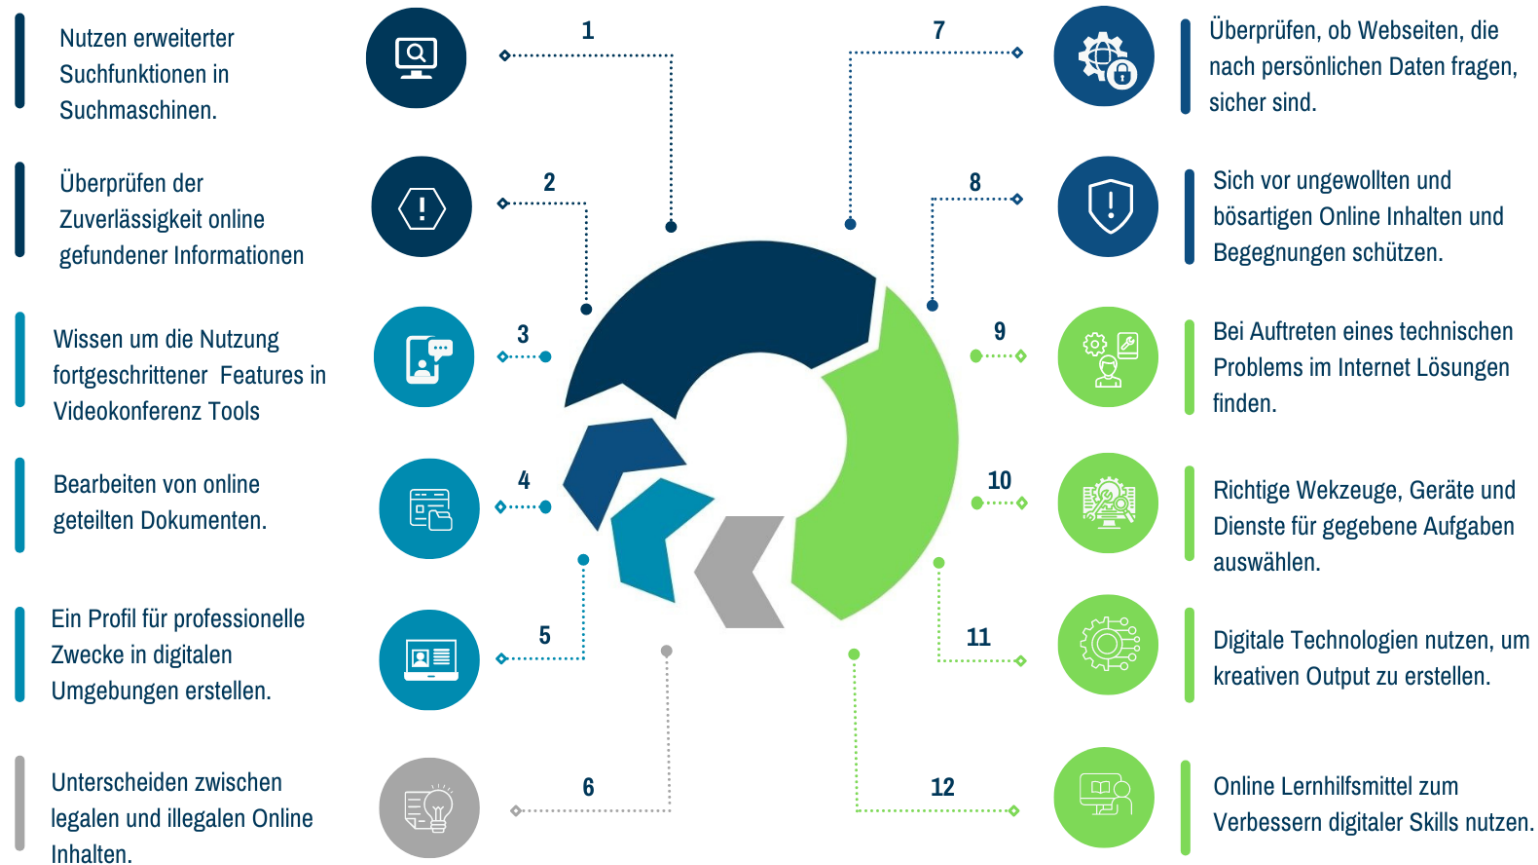 1
Nutzen erweiterter
Suchfunktionen in
Suchmaschinen.
2
Überprüfen der
Zuverlässigkeit online
gefundener Informationen
3
Wissen um die Nutzung
fortgeschrittener Features in
Videokonferenz Tools
4
Bearbeiten von online
geteilten Dokumenten.
5
Ein Profil für professionelle
Zwecke in digitalen
Umgebungen erstellen.
6
Unterscheiden zwischen
legalen und illegalen Online
Inhalten.
7
Überprüfen, ob Webseiten, die
nach persönlichen Daten fragen,
sicher sind.
8
Sich vor ungewollten und
bösartigen Online Inhalten und
Begegnungen schützen.
9
Bei Auftreten eines technischen
Problems im Internet Lösungen
finden.
10
Richtige Wekzeuge, Geräte und
Dienste für gegebene Aufgaben
auswählen.
11
Digitale Technologien nutzen, um
kreativen Output zu erstellen.
12
Online Lernhilfsmittel zum
Verbessern digitaler Skills nutzen.